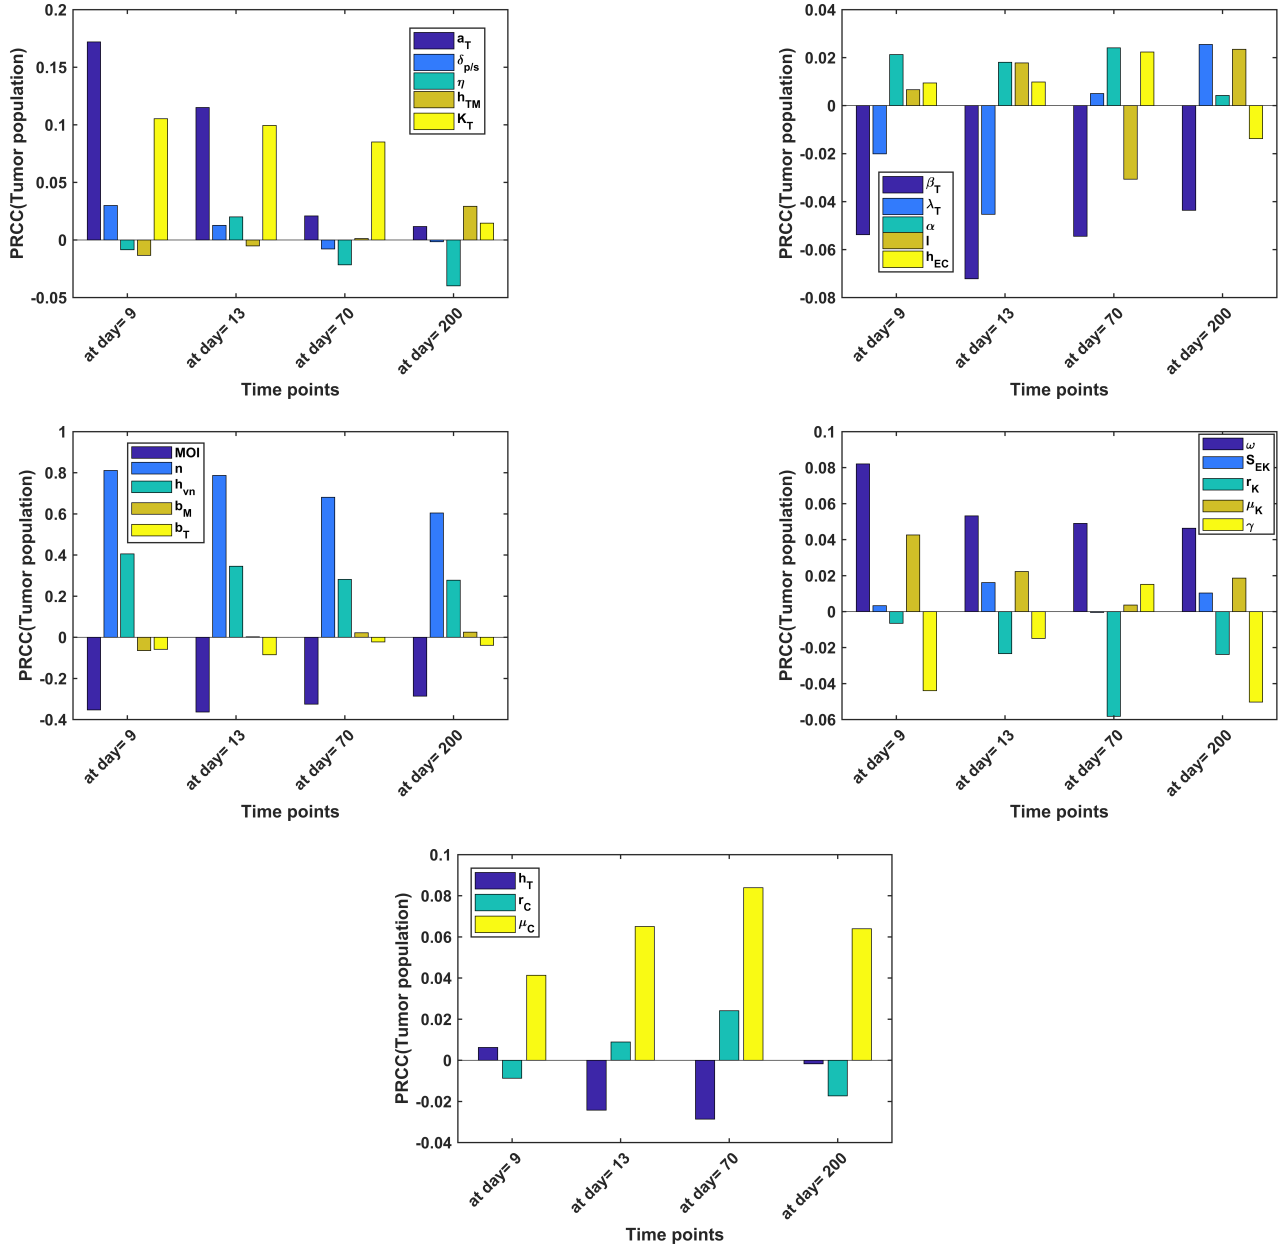 0.2
0.15
0.1
0.05
0
-0.05
PRCC(Tumor population)
a_T
δ_p/s
η
h_TM
K_T
at day= 9
at day= 13
at day= 70
at day= 200
Time points
0.04
0.02
0
-0.02
-0.04
-0.06
-0.08
PRCC(Tumor population)
β_T
λ_T
α
l
h_EC
at day= 9
at day= 13
at day= 70
at day= 200
Time points
1
0.8
0.6
0.4
0.2
0
-0.2
-0.4
PRCC(Tumor population)
MOI
n
h_vn
b_M
b_T
at day= 9
at day= 13
at day= 70
at day= 200
Time points
0.1
0.08
0.06
0.04
0.02
0
-0.02
-0.04
-0.06
PRCC(Tumor population)
ω
S_EK
r_K
μ_K
γ
at day= 9
at day= 13
at day= 70
at day= 200
Time points
0.1
0.08
0.06
0.04
0.02
0
-0.02
-0.04
PRCC(Tumor population)
h_T
r_C
μ_C
at day= 9
at day= 13
at day= 70
at day= 200
Time points